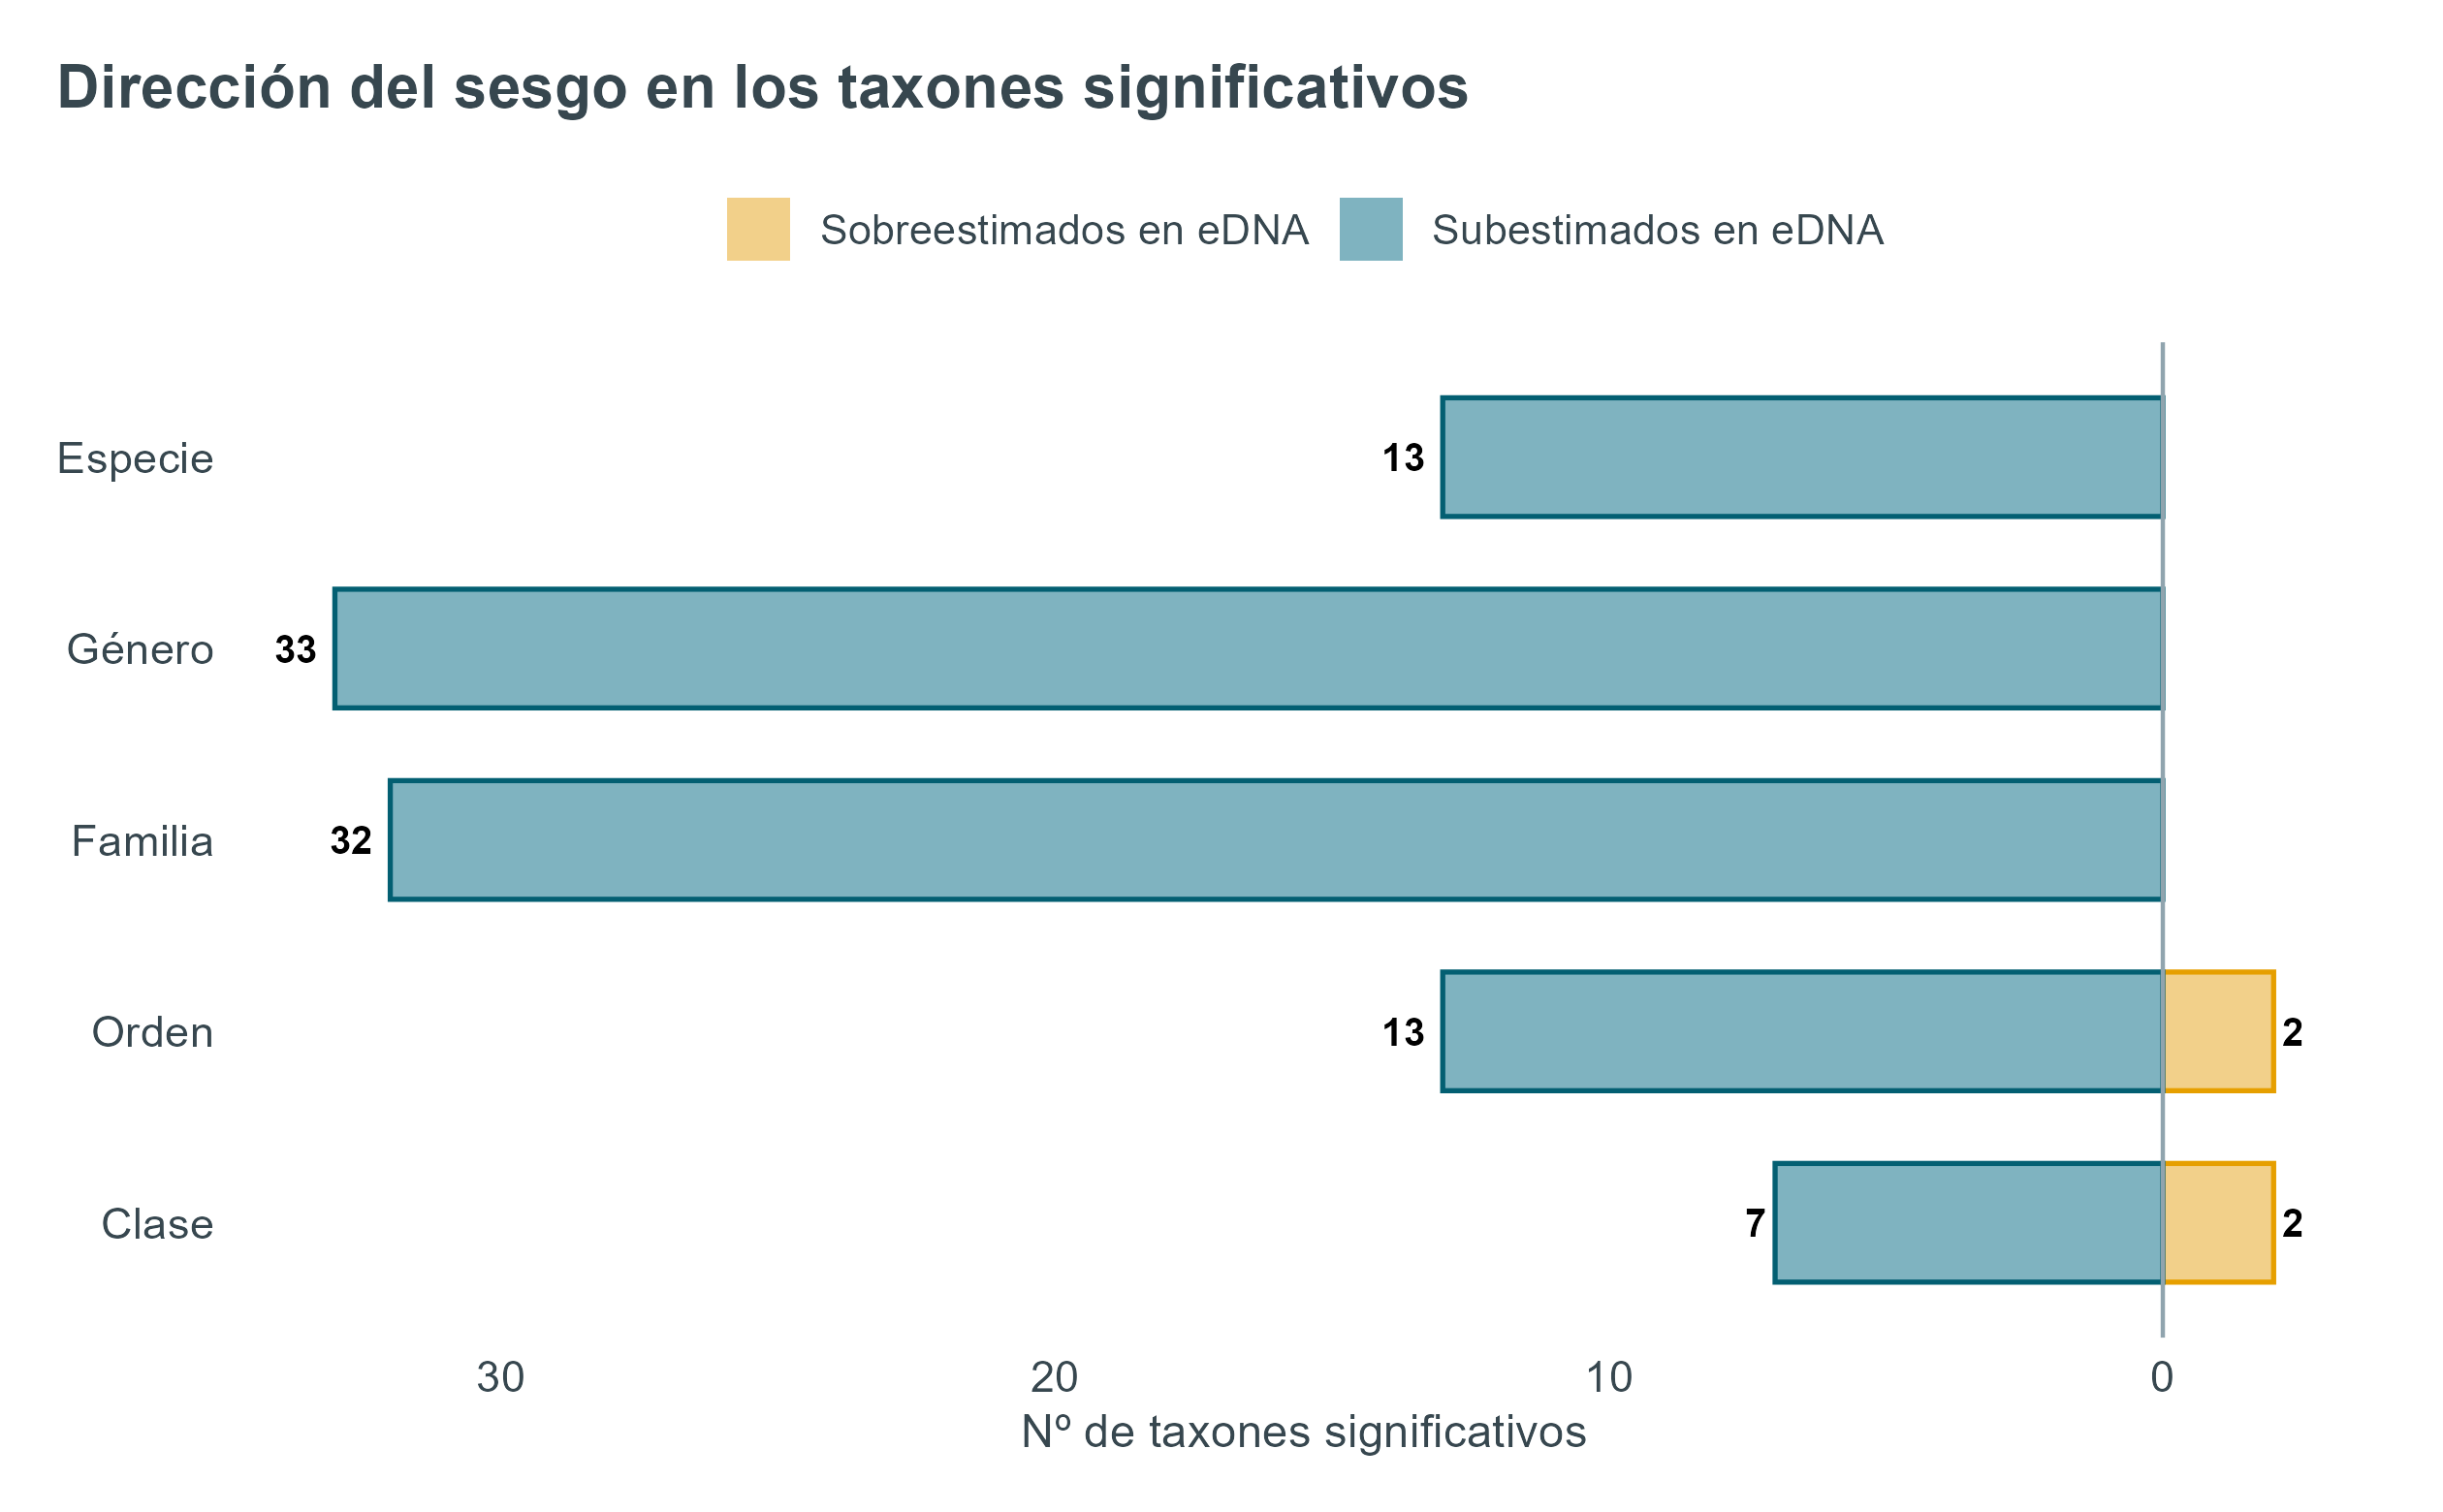 Dirección del sesgo en los taxones significativos
Sobreestimados en eDNA Subestimados en eDNA
Especie 13
Género 33
Familia 32
Orden 13 2
Clase 7 2
30 20 10 0
Nº de taxones significativos